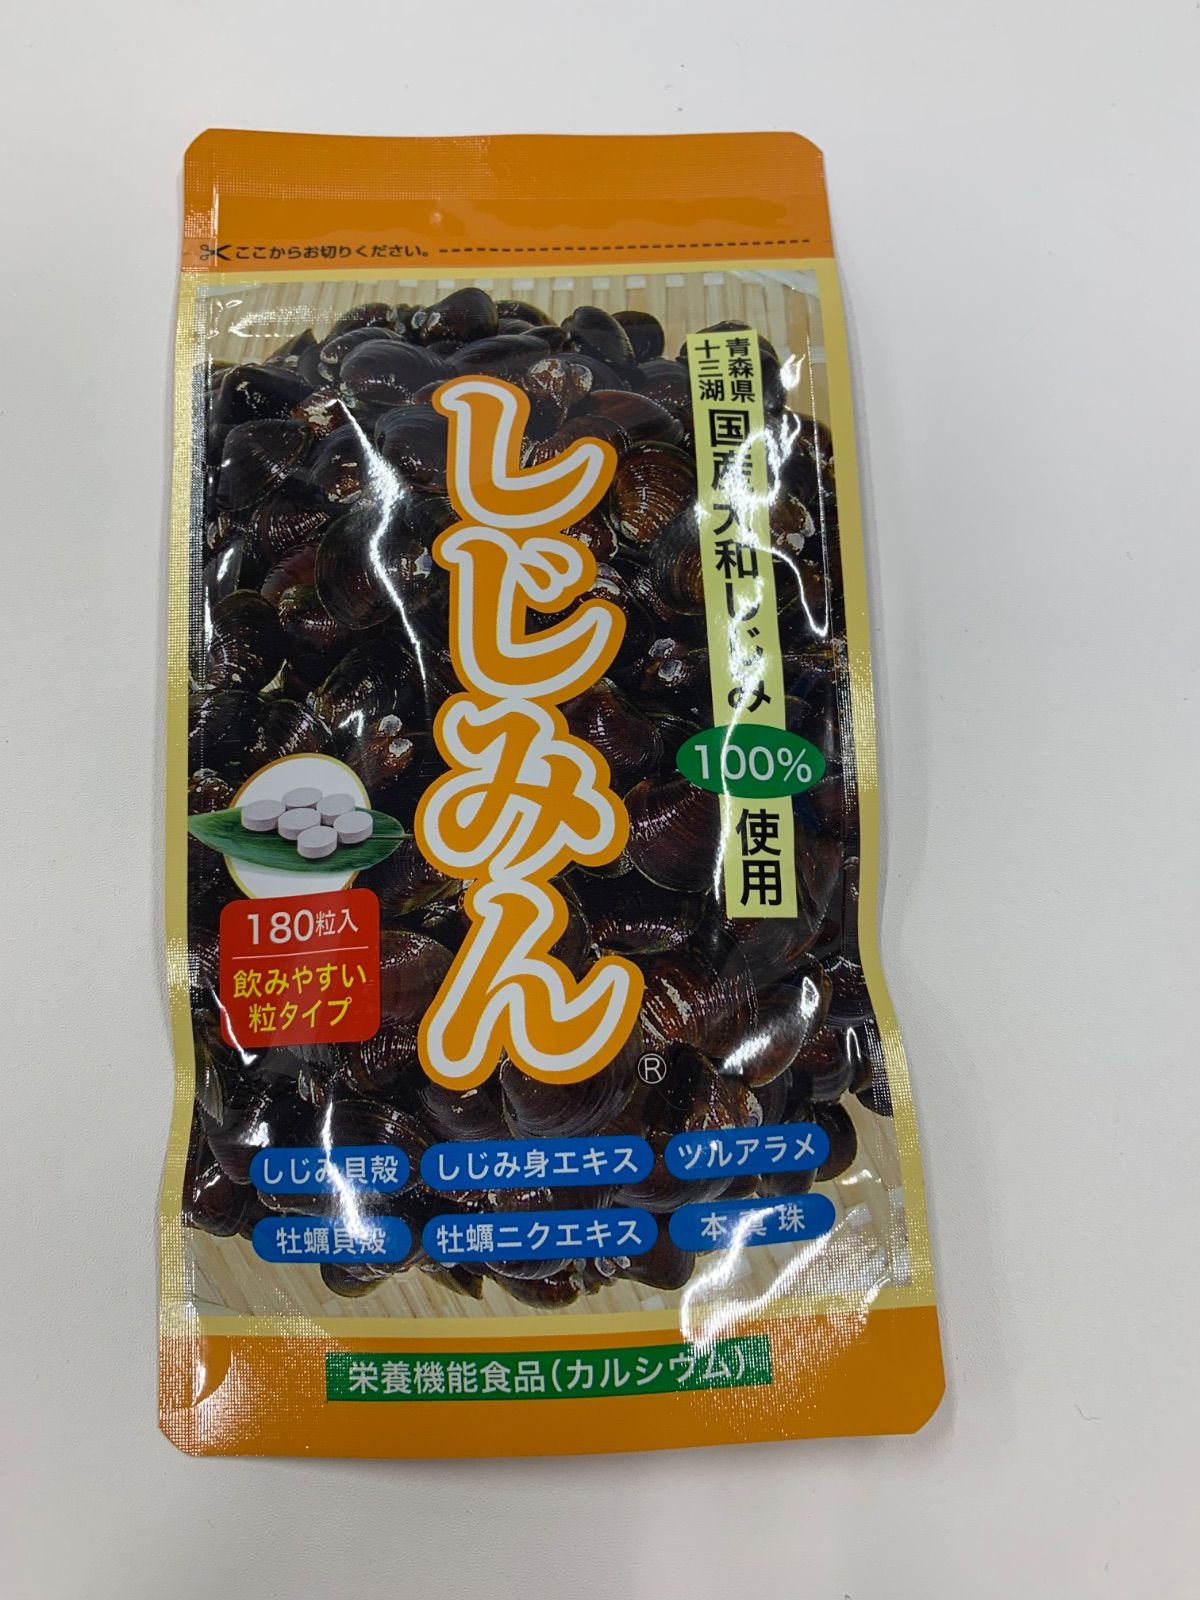 ここからお切りください。
青森県
十三湖
国産大和しじみ
100%
使用
しじみん
®
180粒入
飲みやすい
粒タイプ
しじみ貝殻
しじみ身エキス
ツルアラメ
牡蠣貝殻
牡蠣ニクエキス
本真珠
栄養機能食品(カルシウム)